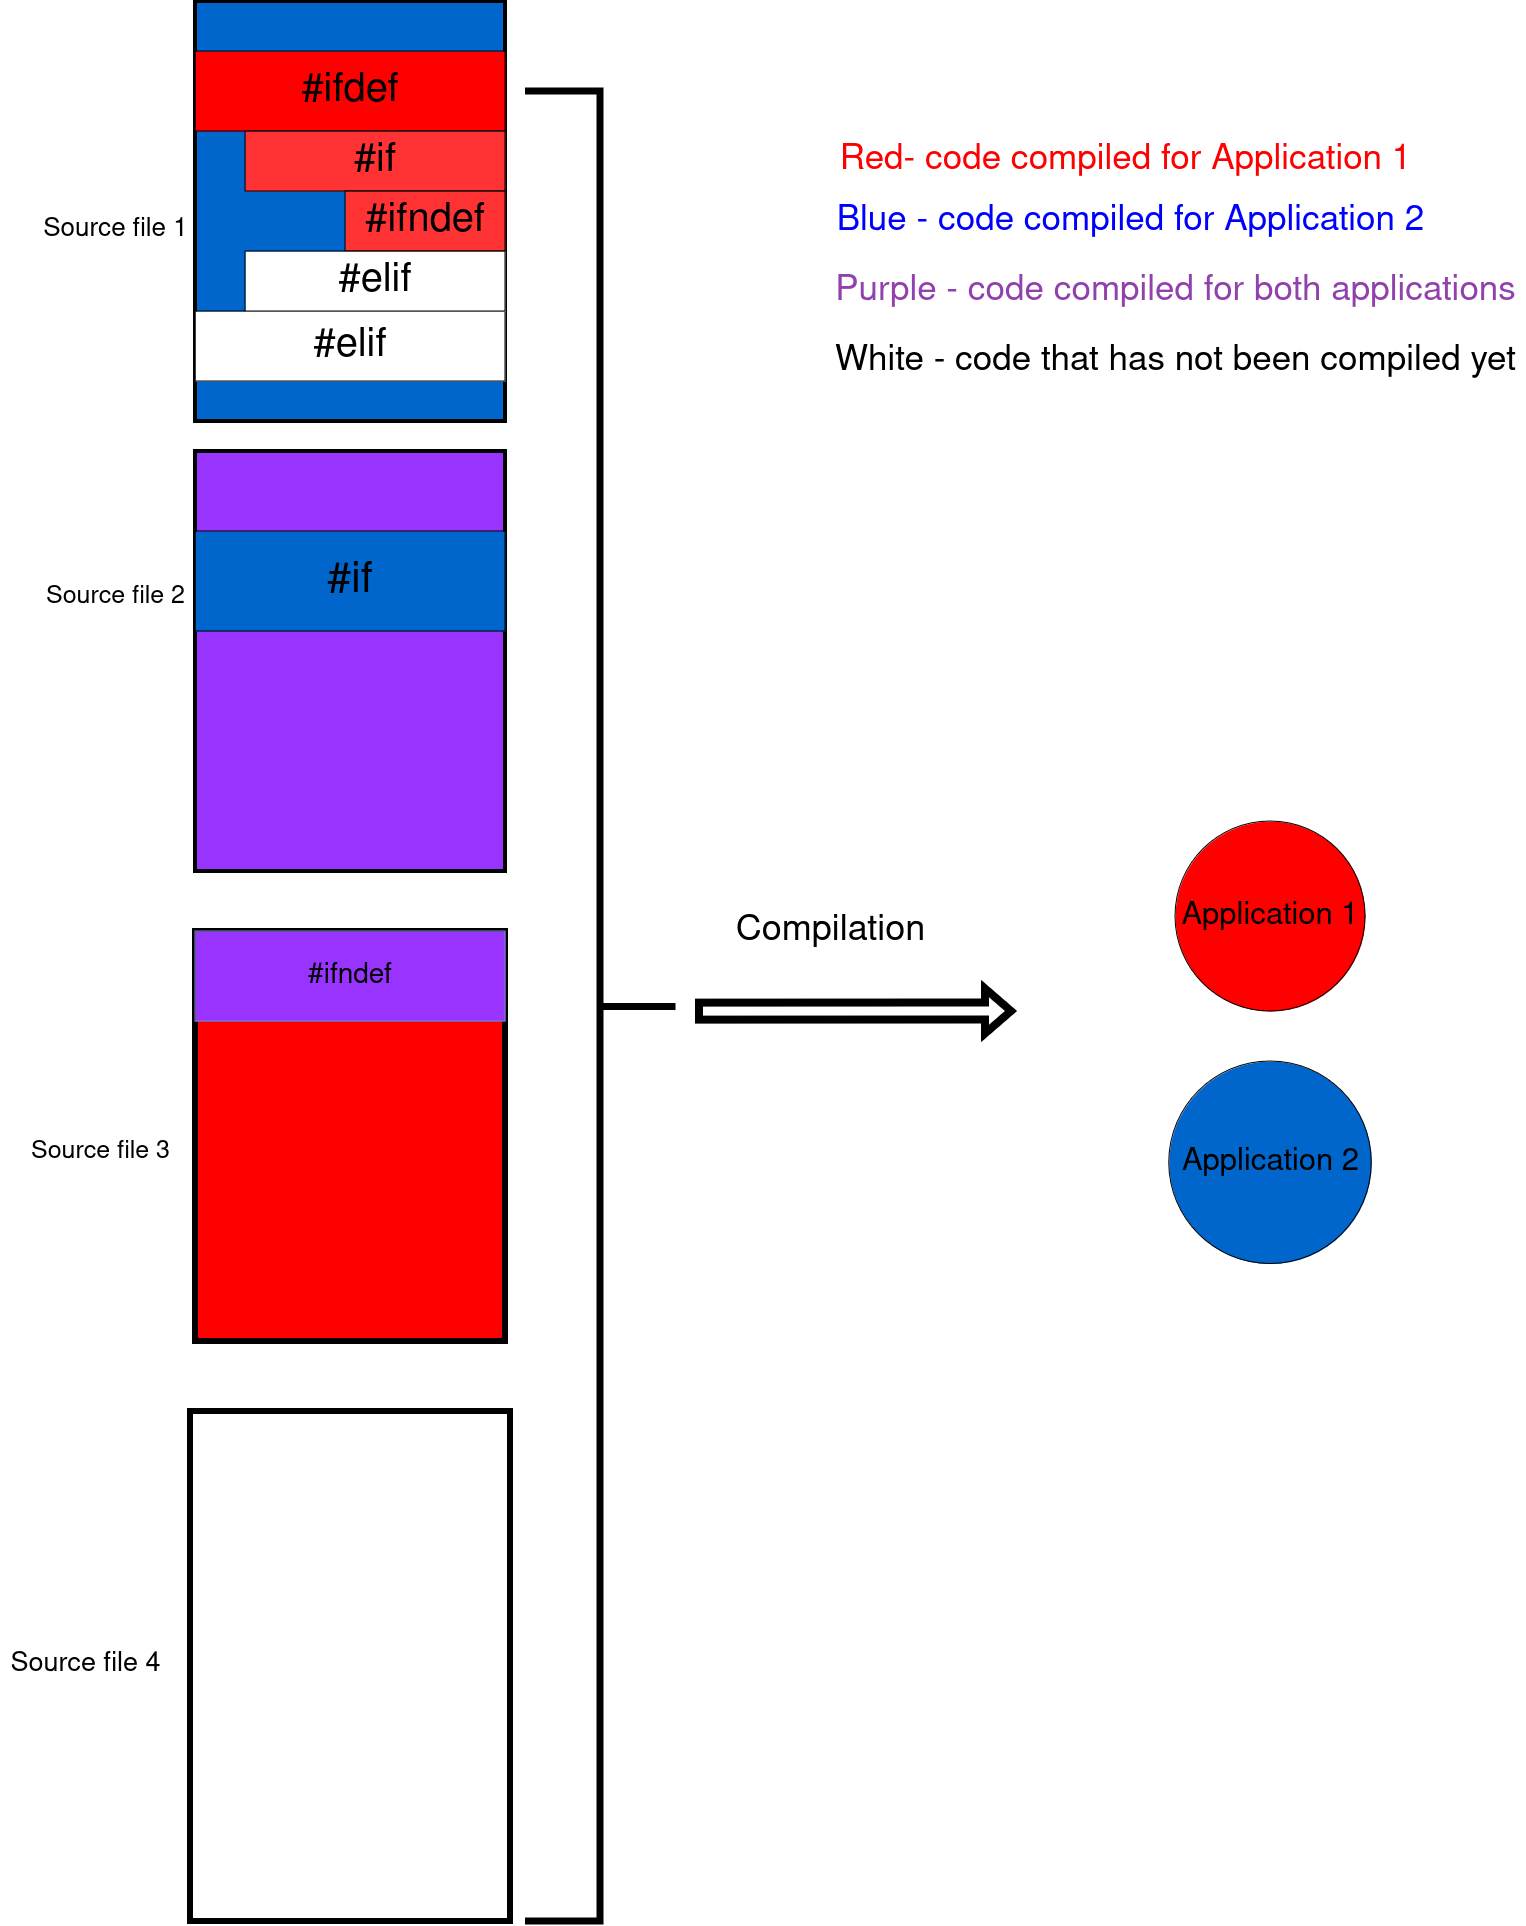 #ifdef
#if
#ifndef
#elif
#elif
Source file 1
Red- code compiled for Application 1
Blue - code compiled for Application 2
Purple - code compiled for both applications
White - code that has not been compiled yet
#if
Source file 2
#ifndef
Source file 3
Compilation
Application 1
Application 2
Source file 4